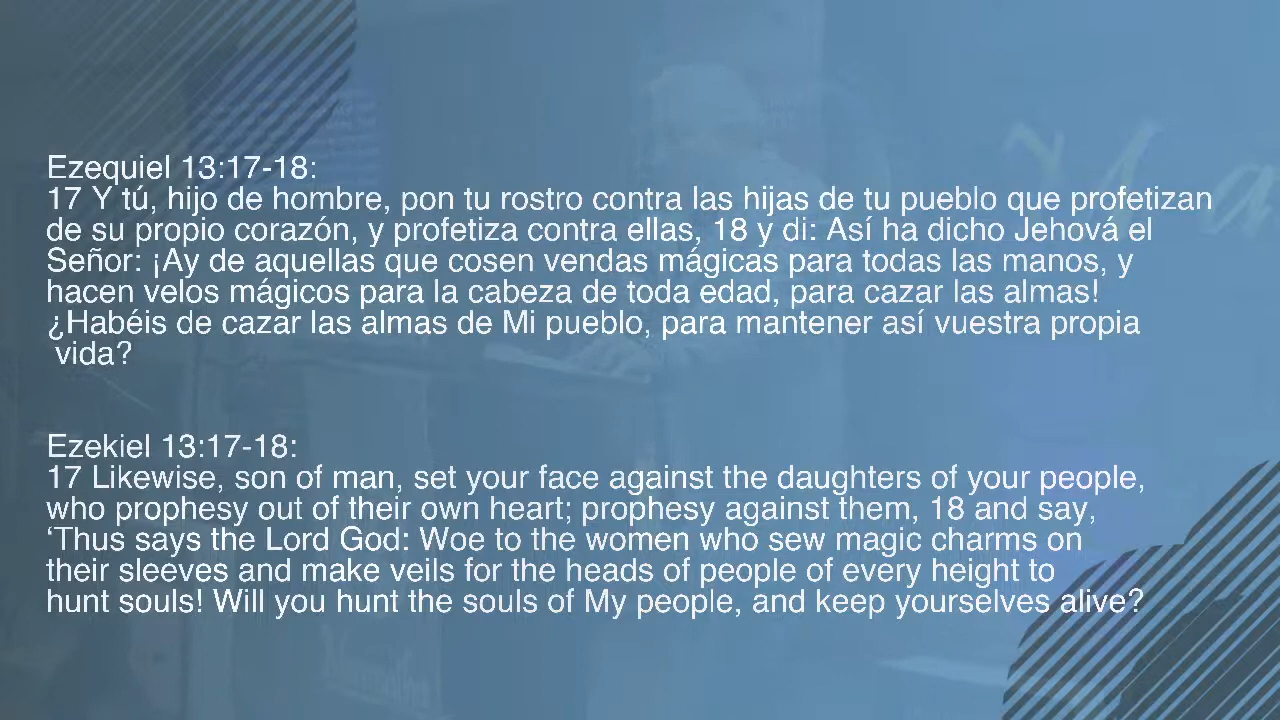 Ezequiel 13:17-18:
17 Y tú, hijo de hombre, pon tu rostro contra las hijas de tu pueblo que profetizan
de su propio corazón, y profetiza contra ellas, 18 y di: Así ha dicho Jehová el
Señor: ¡Ay de aquellas que cosen vendas mágicas para todas las manos, y
hacen velos mágicos para la cabeza de toda edad, para cazar las almas!
¿Habéis de cazar las almas de Mi pueblo, para mantener así vuestra propia
vida?
Ezekiel 13:17-18:
17 Likewise, son of man, set your face against the daughters of your people,
who prophesy out of their own heart; prophesy against them, 18 and say,
‘Thus says the Lord God: Woe to the women who sew magic charms on
their sleeves and make veils for the heads of people of every height to
hunt souls! Will you hunt the souls of My people, and keep yourselves alive?